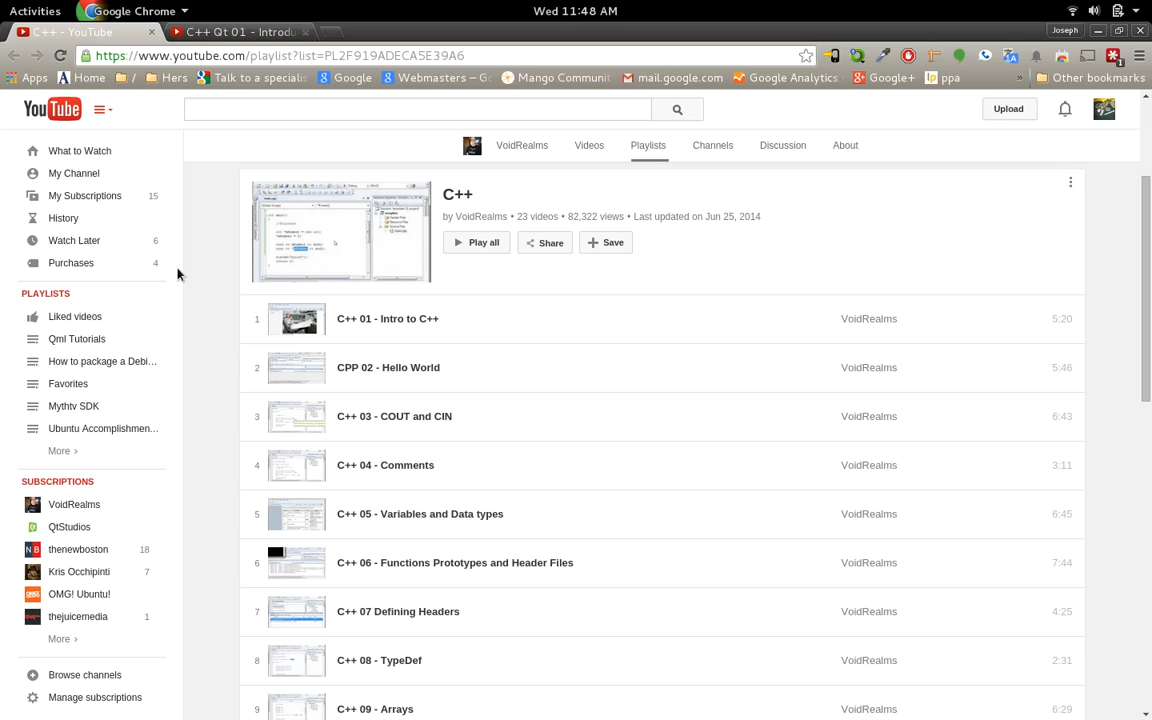 Activities Google Chrome Wed 11:48 AM
C++ - YouTube C++ Qt 01 - Introdu Joseph
https://www.youtube.com/playlist?list=PL2F919ADECA5E39A6
Apps Home / Hers Talk to a specialis Google Webmasters – Go Mango Communit mail.google.com Google Analytics Google+ ppa » Other bookmarks
YouTube Upload
VoidRealms Videos Playlists Channels Discussion About
What to Watch
My Channel
My Subscriptions 15
History
Watch Later 6
Purchases 4
PLAYLISTS
Liked videos
Qml Tutorials
How to package a Debi...
Favorites
Mythtv SDK
Ubuntu Accomplishmen...
More ›
SUBSCRIPTIONS
VoidRealms
QtStudios
thenewboston 18
Kris Occhipinti 7
OMG! Ubuntu!
thejuicemedia 1
More ›
Browse channels
Manage subscriptions
C++
by VoidRealms • 23 videos • 82,322 views • Last updated on Jun 25, 2014
Play all Share Save
1 C++ 01 - Intro to C++ VoidRealms 5:20
2 CPP 02 - Hello World VoidRealms 5:46
3 C++ 03 - COUT and CIN VoidRealms 6:43
4 C++ 04 - Comments VoidRealms 3:11
5 C++ 05 - Variables and Data types VoidRealms 6:45
6 C++ 06 - Functions Prototypes and Header Files VoidRealms 7:44
7 C++ 07 Defining Headers VoidRealms 4:25
8 C++ 08 - TypeDef VoidRealms 2:31
9 C++ 09 - Arrays VoidRealms 6:29